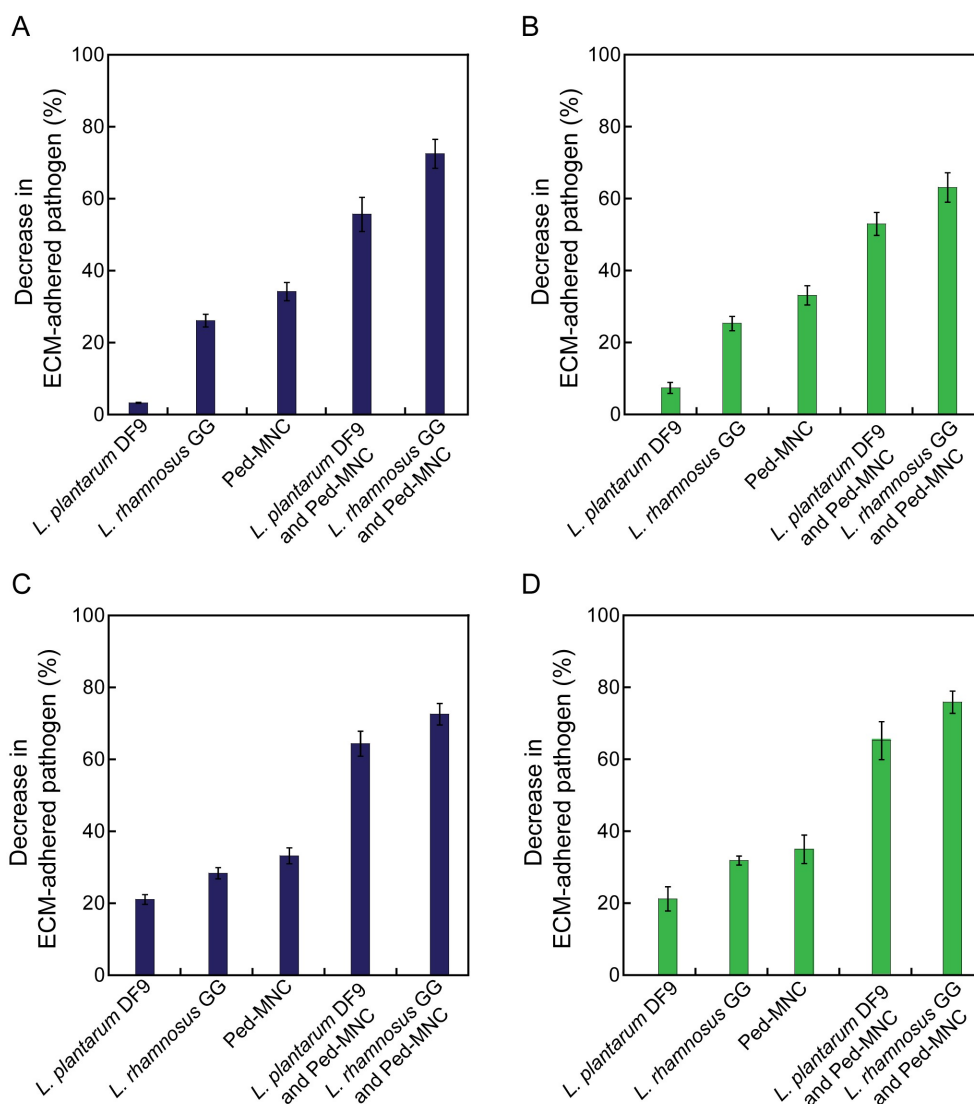 A
Decrease in
ECM-adhered pathogen (%)
100
80
60
40
20
0
L. plantarum DF9
L. rhamnosus GG
Ped-MNC
L. plantarum DF9
and Ped-MNC
L. rhamnosus GG
and Ped-MNC
B
Decrease in
ECM-adhered pathogen (%)
100
80
60
40
20
0
L. plantarum DF9
L. rhamnosus GG
Ped-MNC
L. plantarum DF9
and Ped-MNC
L. rhamnosus GG
and Ped-MNC
C
Decrease in
ECM-adhered pathogen (%)
100
80
60
40
20
0
L. plantarum DF9
L. rhamnosus GG
Ped-MNC
L. plantarum DF9
and Ped-MNC
L. rhamnosus GG
and Ped-MNC
D
Decrease in
ECM-adhered pathogen (%)
100
80
60
40
20
0
L. plantarum DF9
L. rhamnosus GG
Ped-MNC
L. plantarum DF9
and Ped-MNC
L. rhamnosus GG
and Ped-MNC